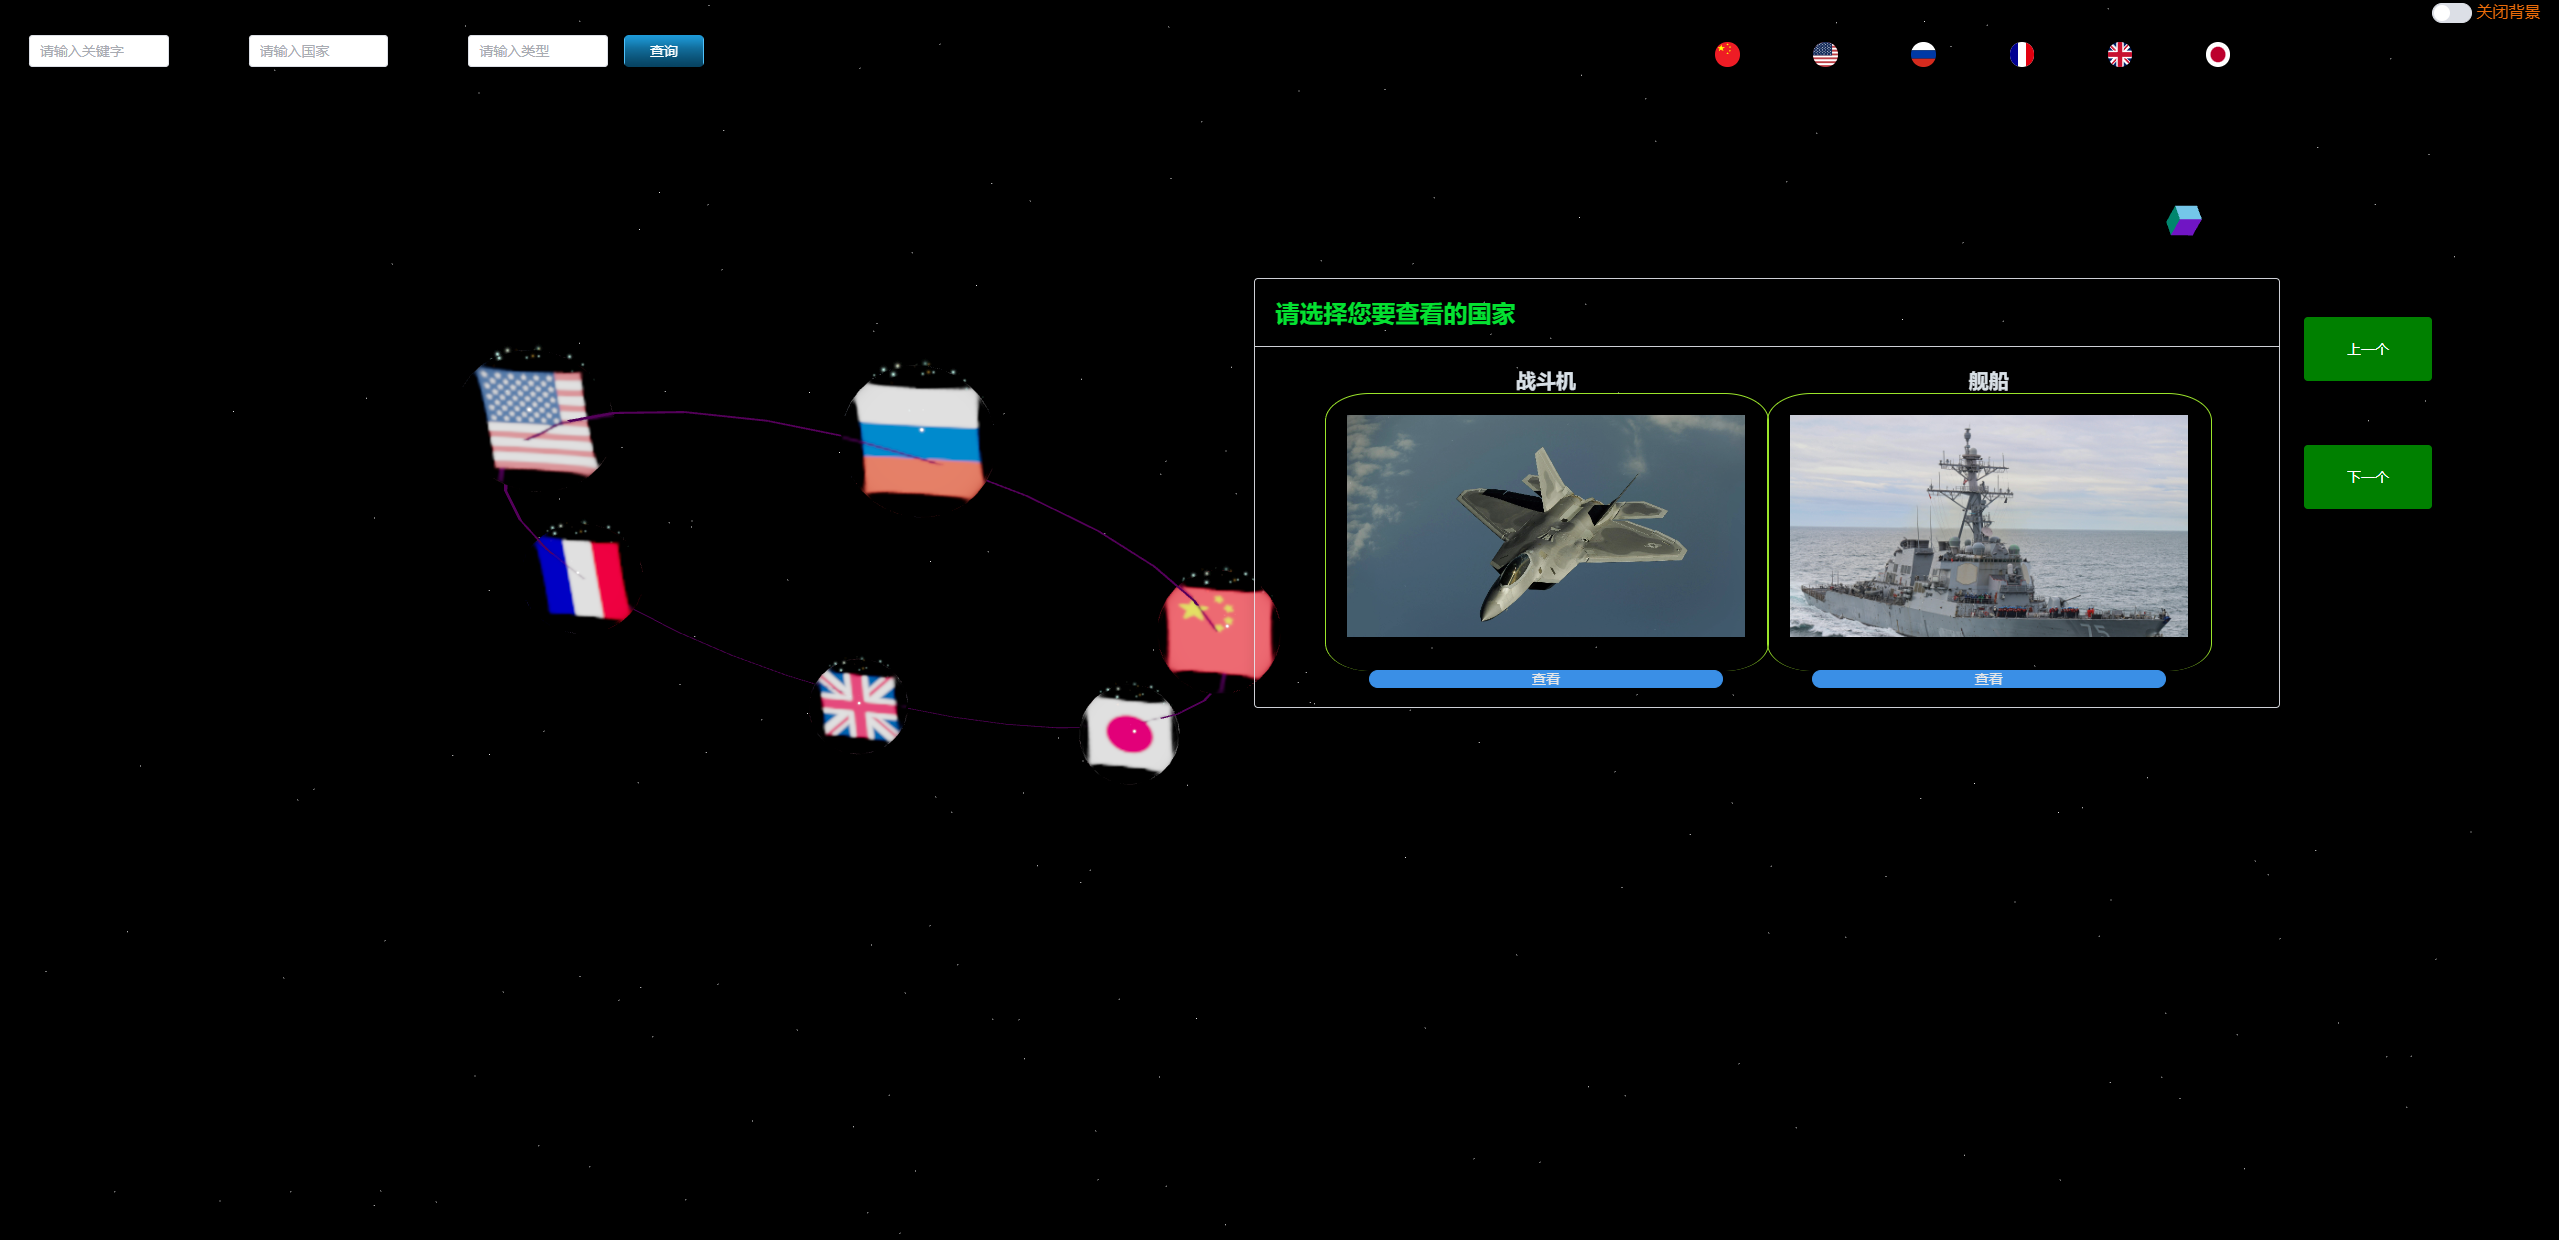 关闭背景
请输入关键字
请输入国家
请输入类型
查询
请选择您要查看的国家
战斗机
舰船
上一个
下一个
75
查看
查看